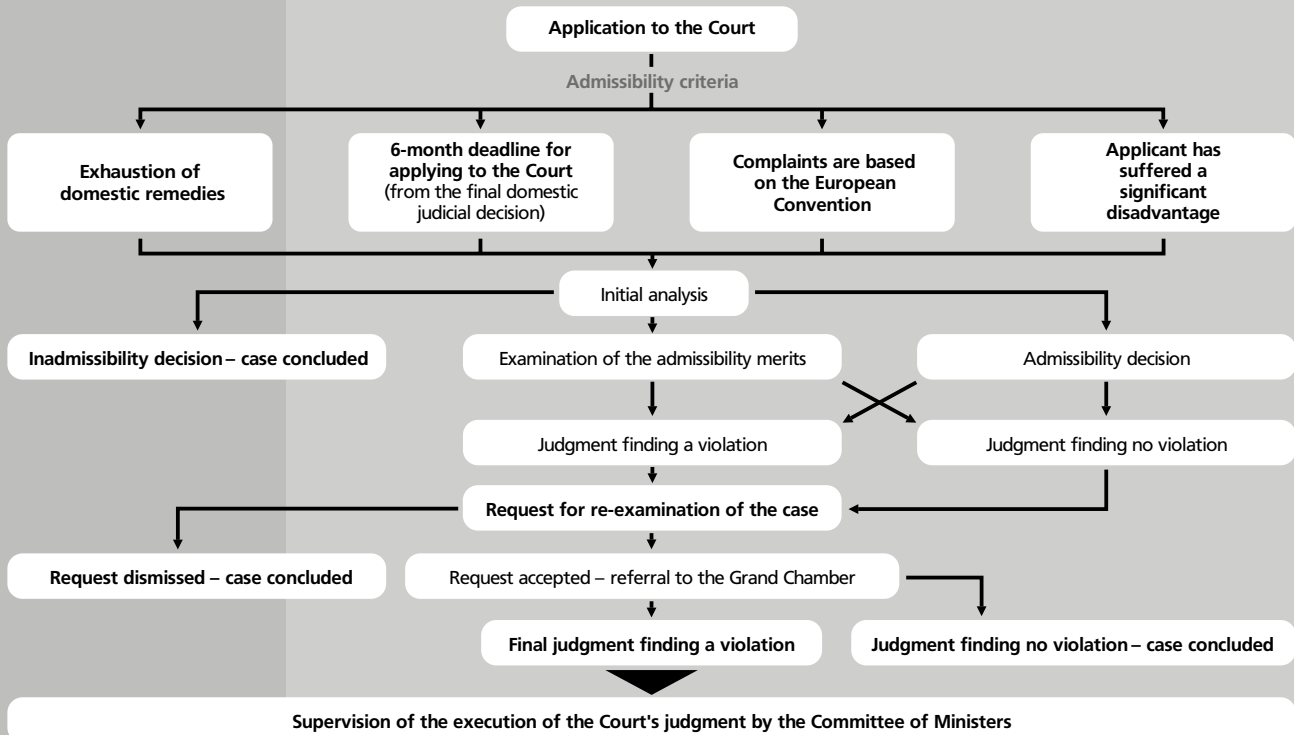 Application to the Court
Admissibility criteria
Exhaustion of
domestic remedies
6-month deadline for
applying to the Court
(from the final domestic
judicial decision)
Complaints are based
on the European
Convention
Applicant has
suffered a
significant
disadvantage
Initial analysis
Inadmissibility decision – case concluded
Examination of the admissibility merits
Admissibility decision
Judgment finding a violation
Judgment finding no violation
Request for re-examination of the case
Request dismissed – case concluded
Request accepted – referral to the Grand Chamber
Final judgment finding a violation
Judgment finding no violation – case concluded
Supervision of the execution of the Court's judgment by the Committee of Ministers